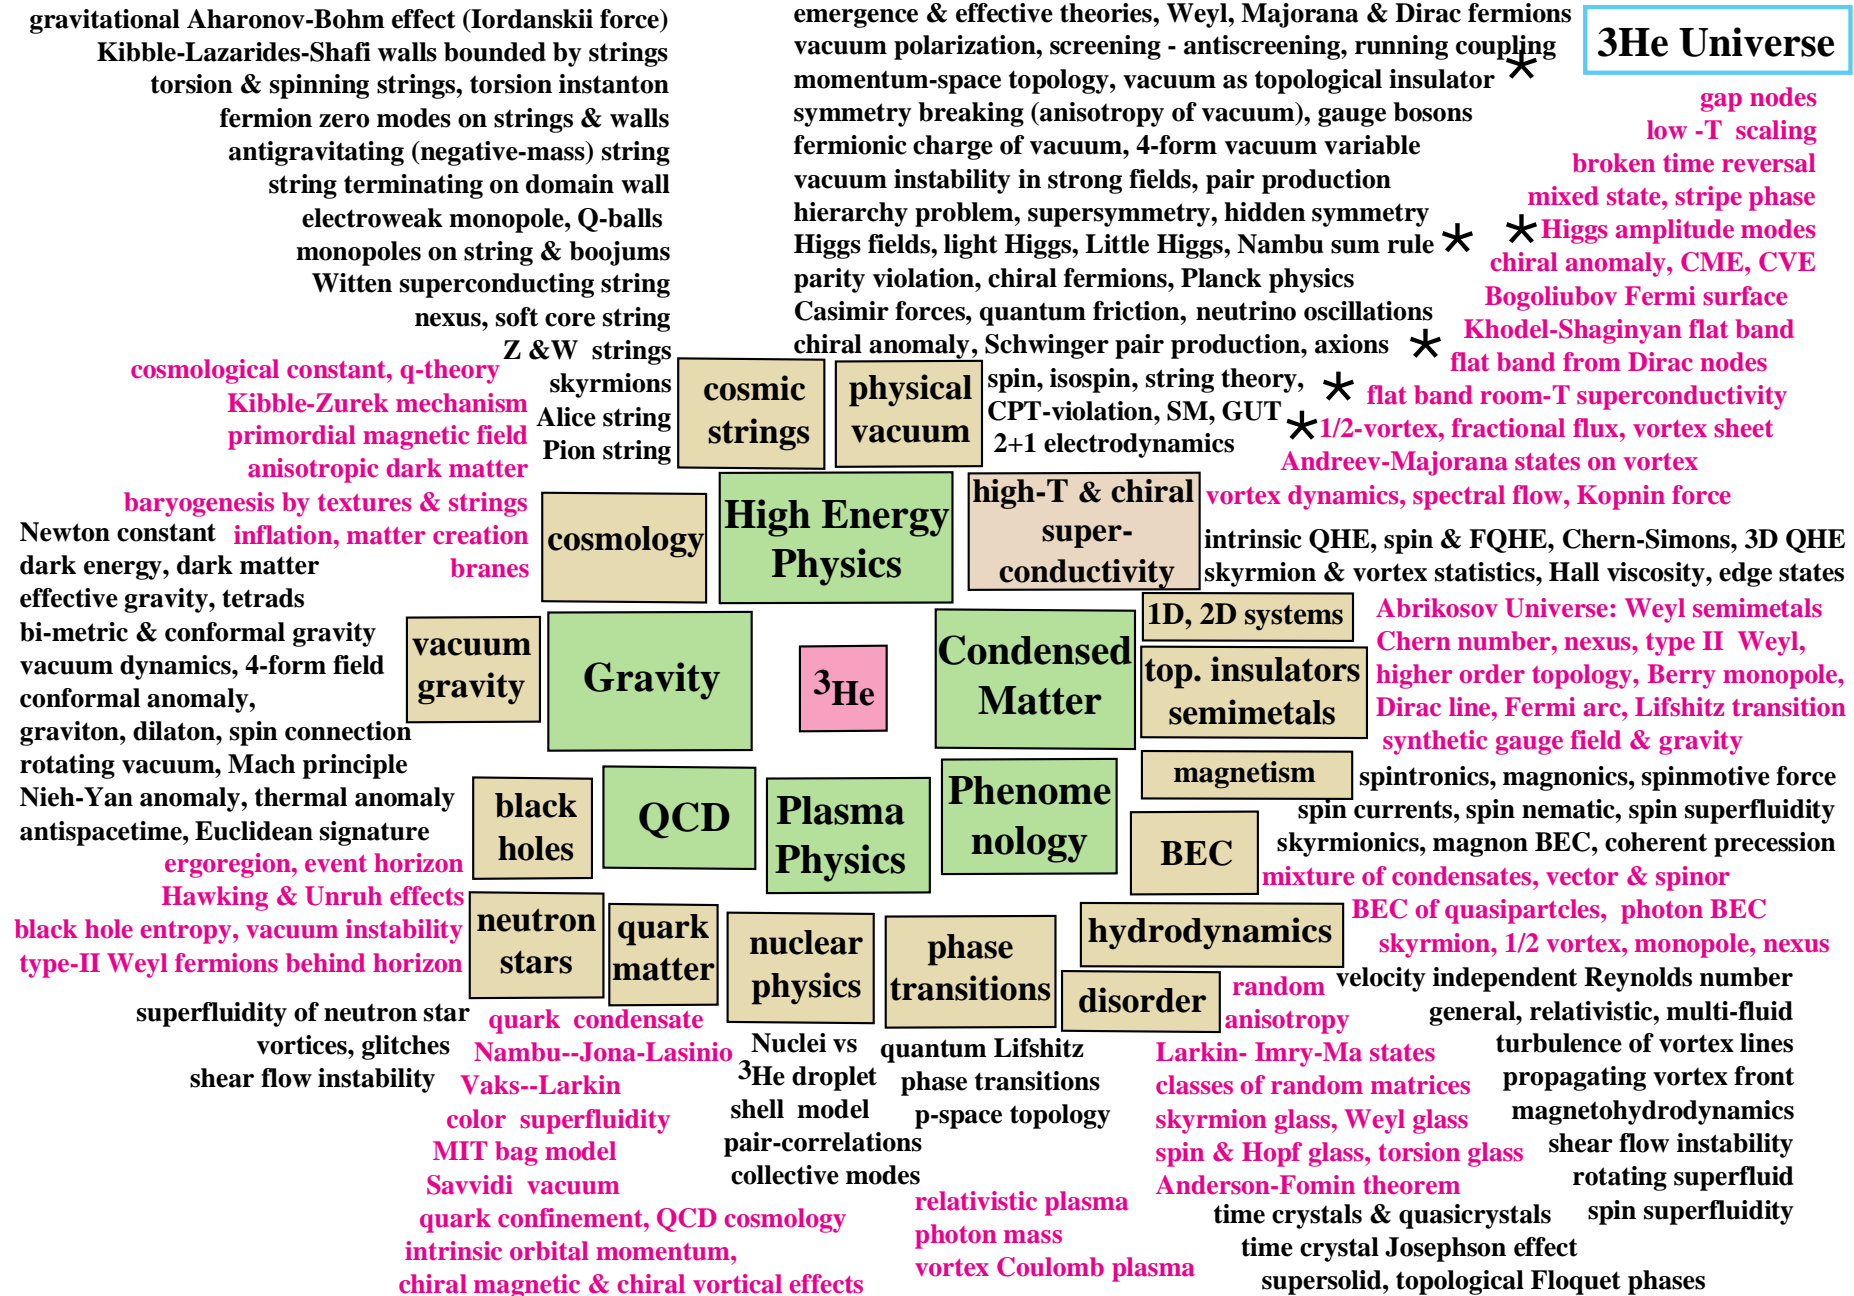 gravitational Aharonov-Bohm effect (Iordanskii force)
Kibble-Lazarides-Shafi walls bounded by strings
torsion & spinning strings, torsion instanton
fermion zero modes on strings & walls
antigravitating (negative-mass) string
string terminating on domain wall
electroweak monopole, Q-balls
monopoles on string & boojums
Witten superconducting string
nexus, soft core string
Z &W strings
skyrmions
Alice string
Pion string
cosmic
strings
emergence & effective theories, Weyl, Majorana & Dirac fermions
vacuum polarization, screening - antiscreening, running coupling
momentum-space topology, vacuum as topological insulator
symmetry breaking (anisotropy of vacuum), gauge bosons
fermionic charge of vacuum, 4-form vacuum variable
vacuum instability in strong fields, pair production
hierarchy problem, supersymmetry, hidden symmetry
Higgs fields, light Higgs, Little Higgs, Nambu sum rule
parity violation, chiral fermions, Planck physics
Casimir forces, quantum friction, neutrino oscillations
chiral anomaly, Schwinger pair production, axions
spin, isospin, string theory,
CPT-violation, SM, GUT
2+1 electrodynamics
physical
vacuum
3He Universe
gap nodes
low -T scaling
broken time reversal
mixed state, stripe phase
Higgs amplitude modes
chiral anomaly, CME, CVE
Bogoliubov Fermi surface
Khodel-Shaginyan flat band
flat band from Dirac nodes
flat band room-T superconductivity
1/2-vortex, fractional flux, vortex sheet
Andreev-Majorana states on vortex
vortex dynamics, spectral flow, Kopnin force
high-T & chiral
super-
conductivity
cosmological constant, q-theory
Kibble-Zurek mechanism
primordial magnetic field
anisotropic dark matter
baryogenesis by textures & strings
inflation, matter creation
branes
cosmology
High Energy
Physics
intrinsic QHE, spin & FQHE, Chern-Simons, 3D QHE
skyrmion & vortex statistics, Hall viscosity, edge states
1D, 2D systems
Newton constant
dark energy, dark matter
effective gravity, tetrads
bi-metric & conformal gravity
vacuum dynamics, 4-form field
conformal anomaly,
graviton, dilaton, spin connection
rotating vacuum, Mach principle
Nieh-Yan anomaly, thermal anomaly
antispacetime, Euclidean signature
vacuum
gravity
Gravity
3He
Condensed
Matter
top. insulators
semimetals
Abrikosov Universe: Weyl semimetals
Chern number, nexus, type II Weyl,
higher order topology, Berry monopole,
Dirac line, Fermi arc, Lifshitz transition
synthetic gauge field & gravity
magnetism
spintronics, magnonics, spinmotive force
spin currents, spin nematic, spin superfluidity
skyrmionics, magnon BEC, coherent precession
black
holes
QCD
Plasma
Physics
Phenome
nology
BEC
mixture of condensates, vector & spinor
BEC of quasipartcles, photon BEC
skyrmion, 1/2 vortex, monopole, nexus
ergoregion, event horizon
Hawking & Unruh effects
black hole entropy, vacuum instability
type-II Weyl fermions behind horizon
neutron
stars
quark
matter
nuclear
physics
phase
transitions
hydrodynamics
disorder
superfluidity of neutron star
vortices, glitches
shear flow instability
quark condensate
Nambu--Jona-Lasinio
Vaks--Larkin
color superfluidity
MIT bag model
Savvidi vacuum
quark confinement, QCD cosmology
intrinsic orbital momentum,
chiral magnetic & chiral vortical effects
Nuclei vs
3He droplet
shell model
pair-correlations
collective modes
quantum Lifshitz
phase transitions
p-space topology
relativistic plasma
photon mass
vortex Coulomb plasma
random
anisotropy
Larkin- Imry-Ma states
classes of random matrices
skyrmion glass, Weyl glass
spin & Hopf glass, torsion glass
Anderson-Fomin theorem
velocity independent Reynolds number
general, relativistic, multi-fluid
turbulence of vortex lines
propagating vortex front
magnetohydrodynamics
shear flow instability
rotating superfluid
spin superfluidity
time crystals & quasicrystals
time crystal Josephson effect
supersolid, topological Floquet phases